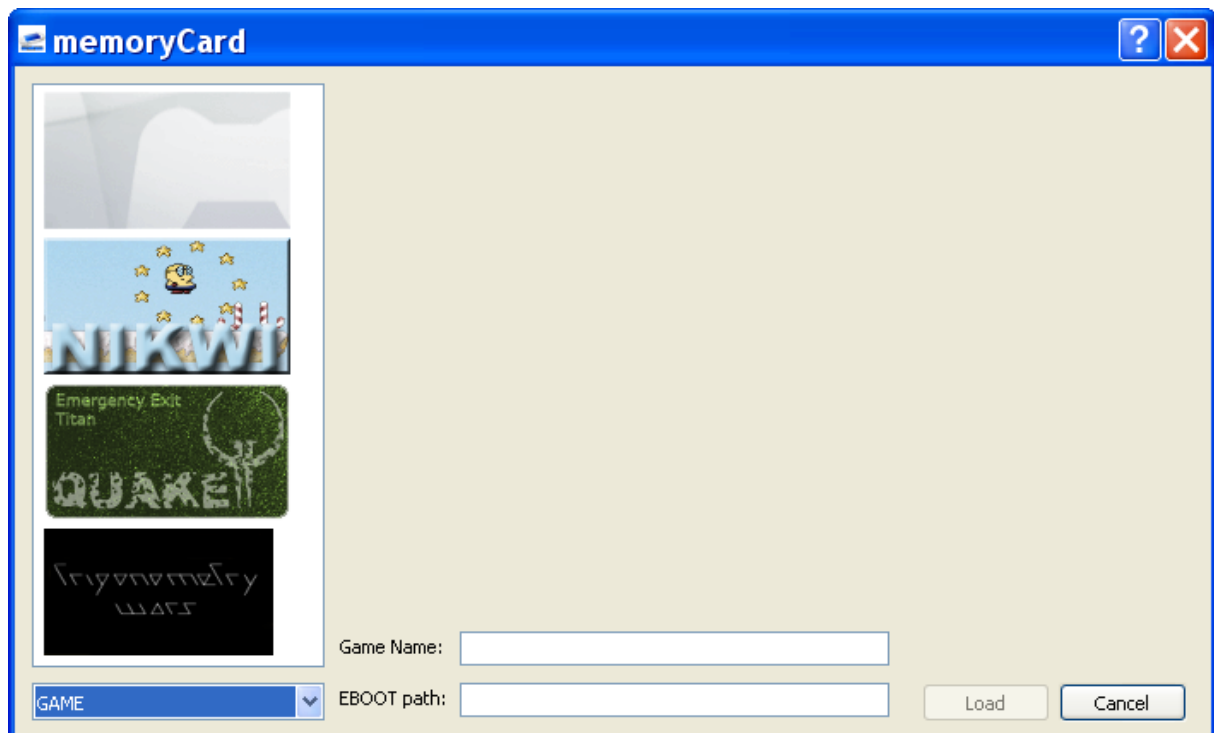 memoryCard
NIKWI
Emergency Exit
Titan
QUAKE
Trigonometry
wars
Game Name:
GAME
EBOOT path:
Load
Cancel